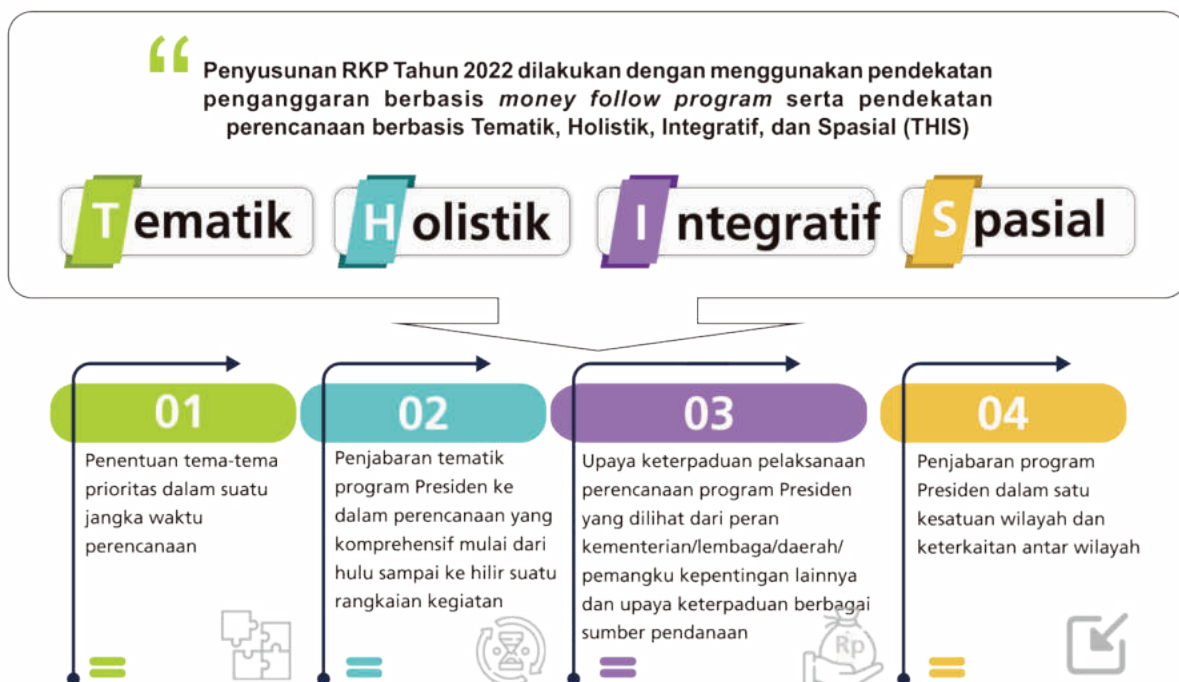 “
Penyusunan RKP Tahun 2022 dilakukan dengan menggunakan pendekatan
penganggaran berbasis money follow program serta pendekatan
perencanaan berbasis Tematik, Holistik, Integratif, dan Spasial (THIS)
Tematik
Holistik
Integratif
Spasial
01
Penentuan tema-tema
prioritas dalam suatu
jangka waktu
perencanaan
02
Penjabaran tematik
program Presiden ke
dalam perencanaan yang
komprehensif mulai dari
hulu sampai ke hilir suatu
rangkaian kegiatan
03
Upaya keterpaduan pelaksanaan
perencanaan program Presiden
yang dilihat dari peran
kementerian/lembaga/daerah/
pemangku kepentingan lainnya
dan upaya keterpaduan berbagai
sumber pendanaan
Rp
04
Penjabaran program
Presiden dalam satu
kesatuan wilayah dan
keterkaitan antar wilayah